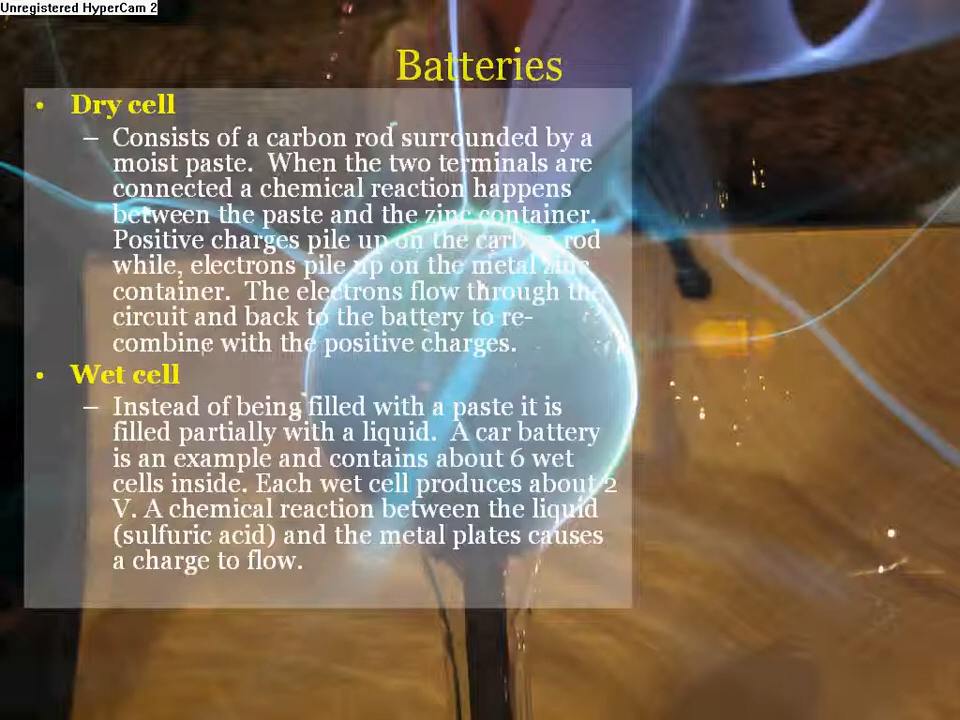 Unregistered HyperCam 2
Batteries
• Dry cell
– Consists of a carbon rod surrounded by a
moist paste. When the two terminals are
connected a chemical reaction happens
between the paste and the zinc container.
Positive charges pile up on the carbon rod
while, electrons pile up on the metal zinc
container. The electrons flow through the
circuit and back to the battery to re-
combine with the positive charges.
• Wet cell
– Instead of being filled with a paste it is
filled partially with a liquid. A car battery
is an example and contains about 6 wet
cells inside. Each wet cell produces about 2
V. A chemical reaction between the liquid
(sulfuric acid) and the metal plates causes
a charge to flow.